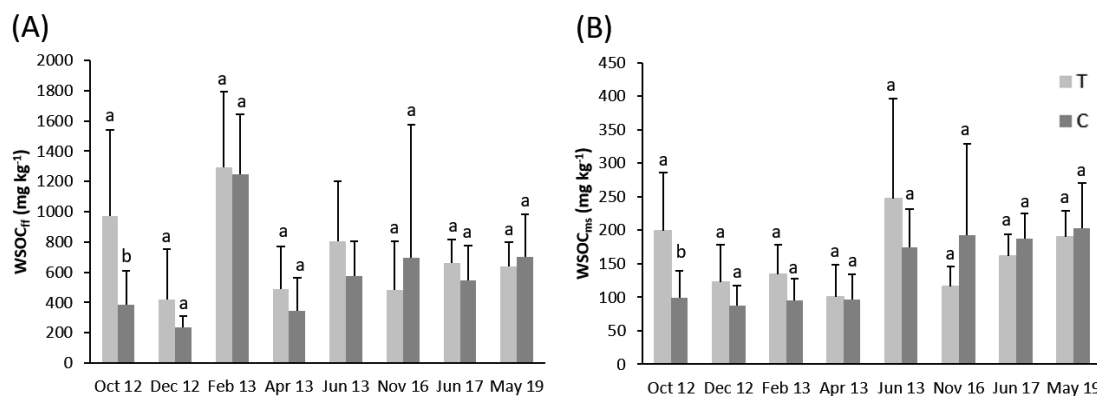 (A)
WSOCff (mg kg-1)
2000
1800
1600
1400
1200
1000
800
600
400
200
0
a
b
a
a
a
a
a
a
a
a
a
a
a
a
Oct 12 Dec 12 Feb 13 Apr 13 Jun 13 Nov 16 Jun 17 May 19
(B)
WSOCms (mg kg-1)
450
400
350
300
250
200
150
100
50
0
a
b
a
a
a
a
a
a
a
a
a
a
a
a
a
a
T
C
Oct 12 Dec 12 Feb 13 Apr 13 Jun 13 Nov 16 Jun 17 May 19